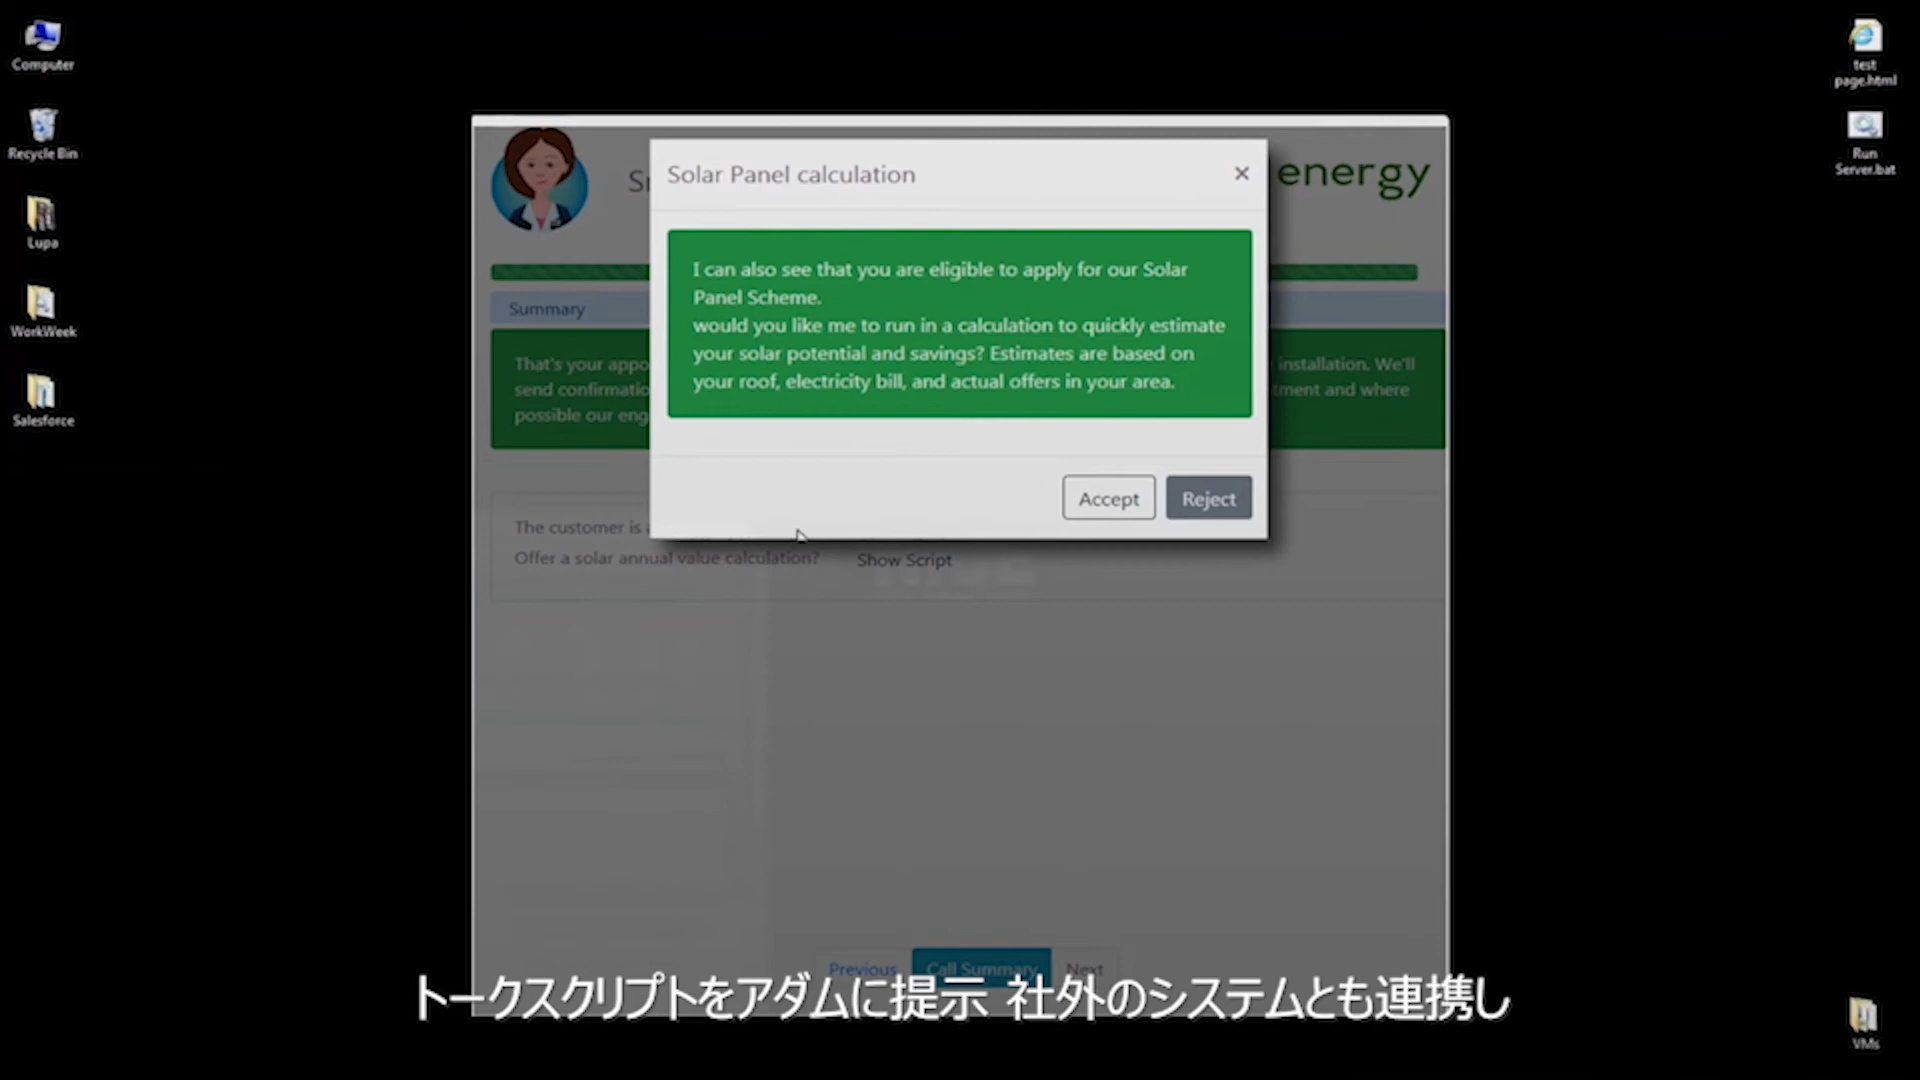 Computer
Recycle Bin
Lupa
WorkWeek
Salesforce
test
page.html
Run
Server.bat
VMs
energy
Solar Panel calculation
×
I can also see that you are eligible to apply for our Solar
Panel Scheme.
would you like me to run in a calculation to quickly estimate
your solar potential and savings? Estimates are based on
your roof, electricity bill, and actual offers in your area.
Accept
Reject
Summary
That's your appo
installation. We'll
send confirmatio
tment and where
possible our eng
The customer is
Offer a solar annual value calculation?
Show Script
Previous
Call Summary
Next
トークスクリプトをアダムに提示 社外のシステムとも連携し